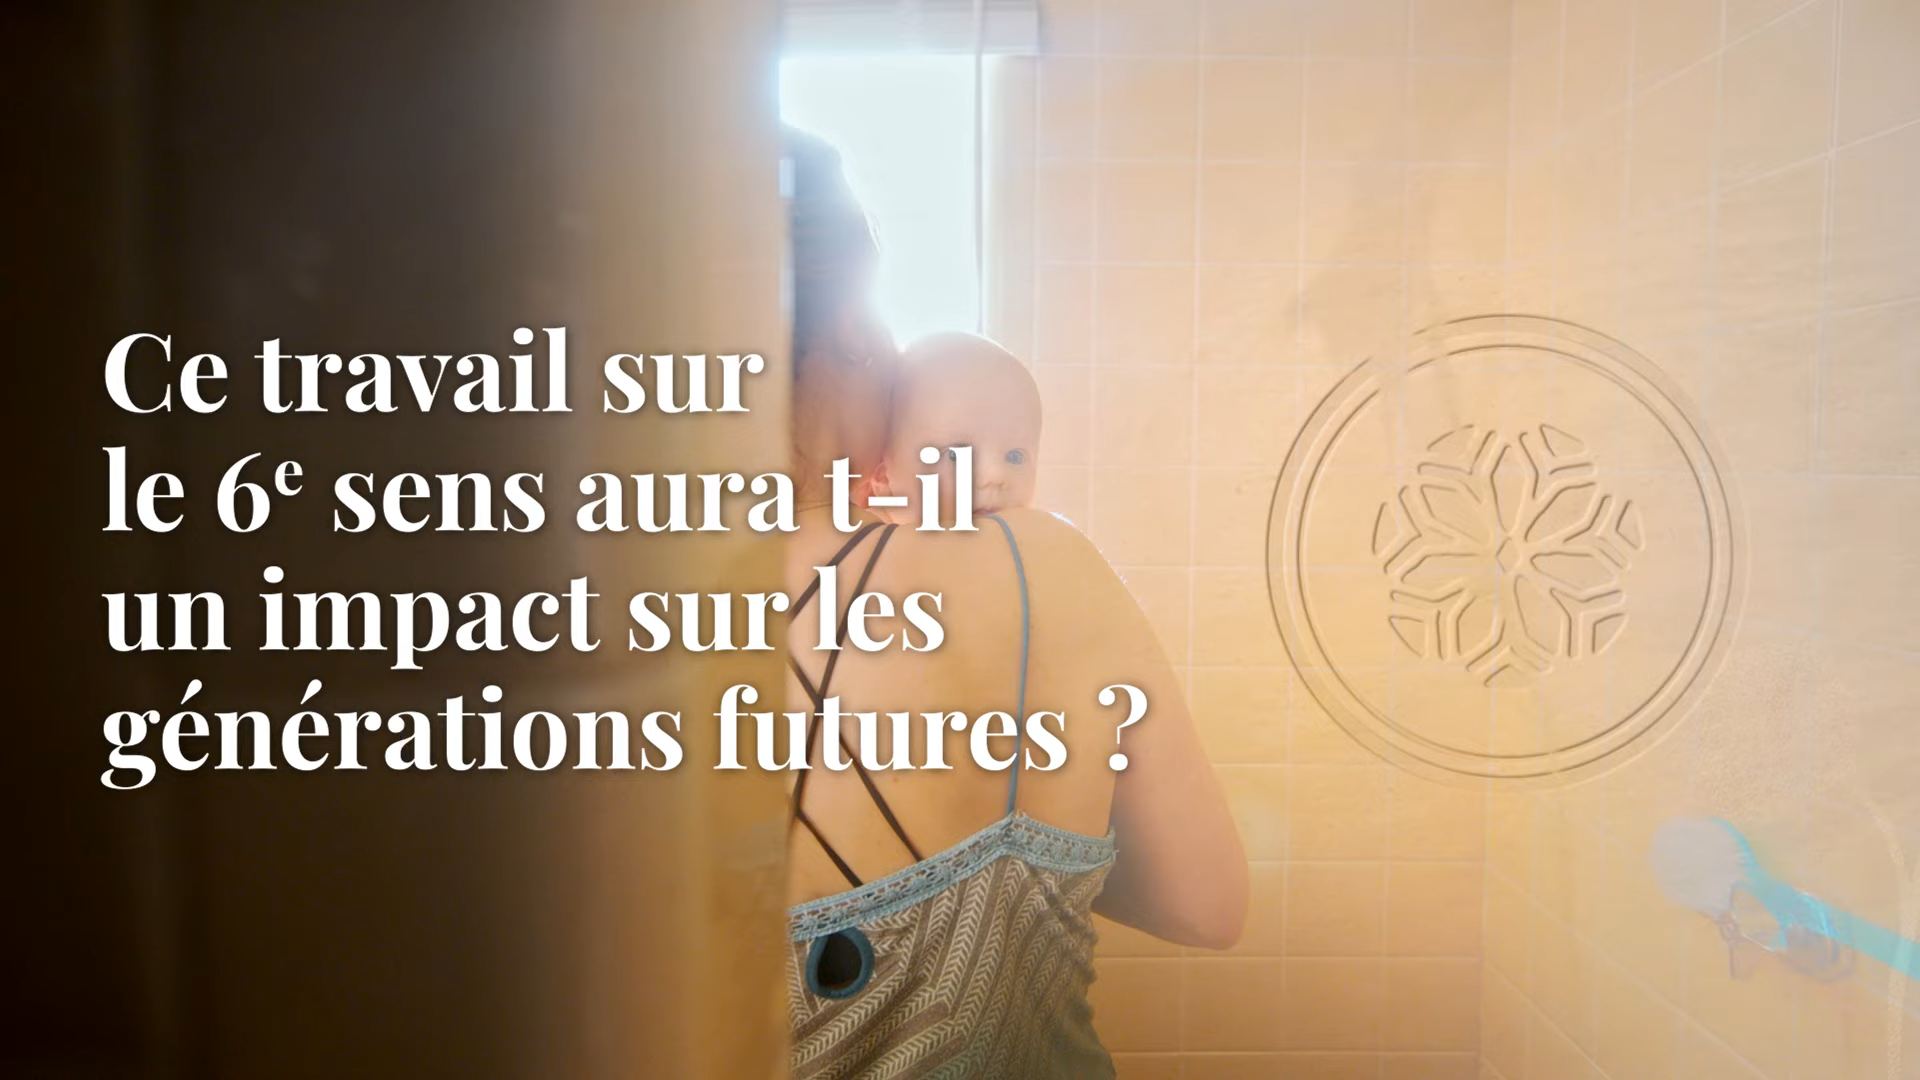 Ce travail sur
le 6e sens aura t-il
un impact sur les
générations futures ?